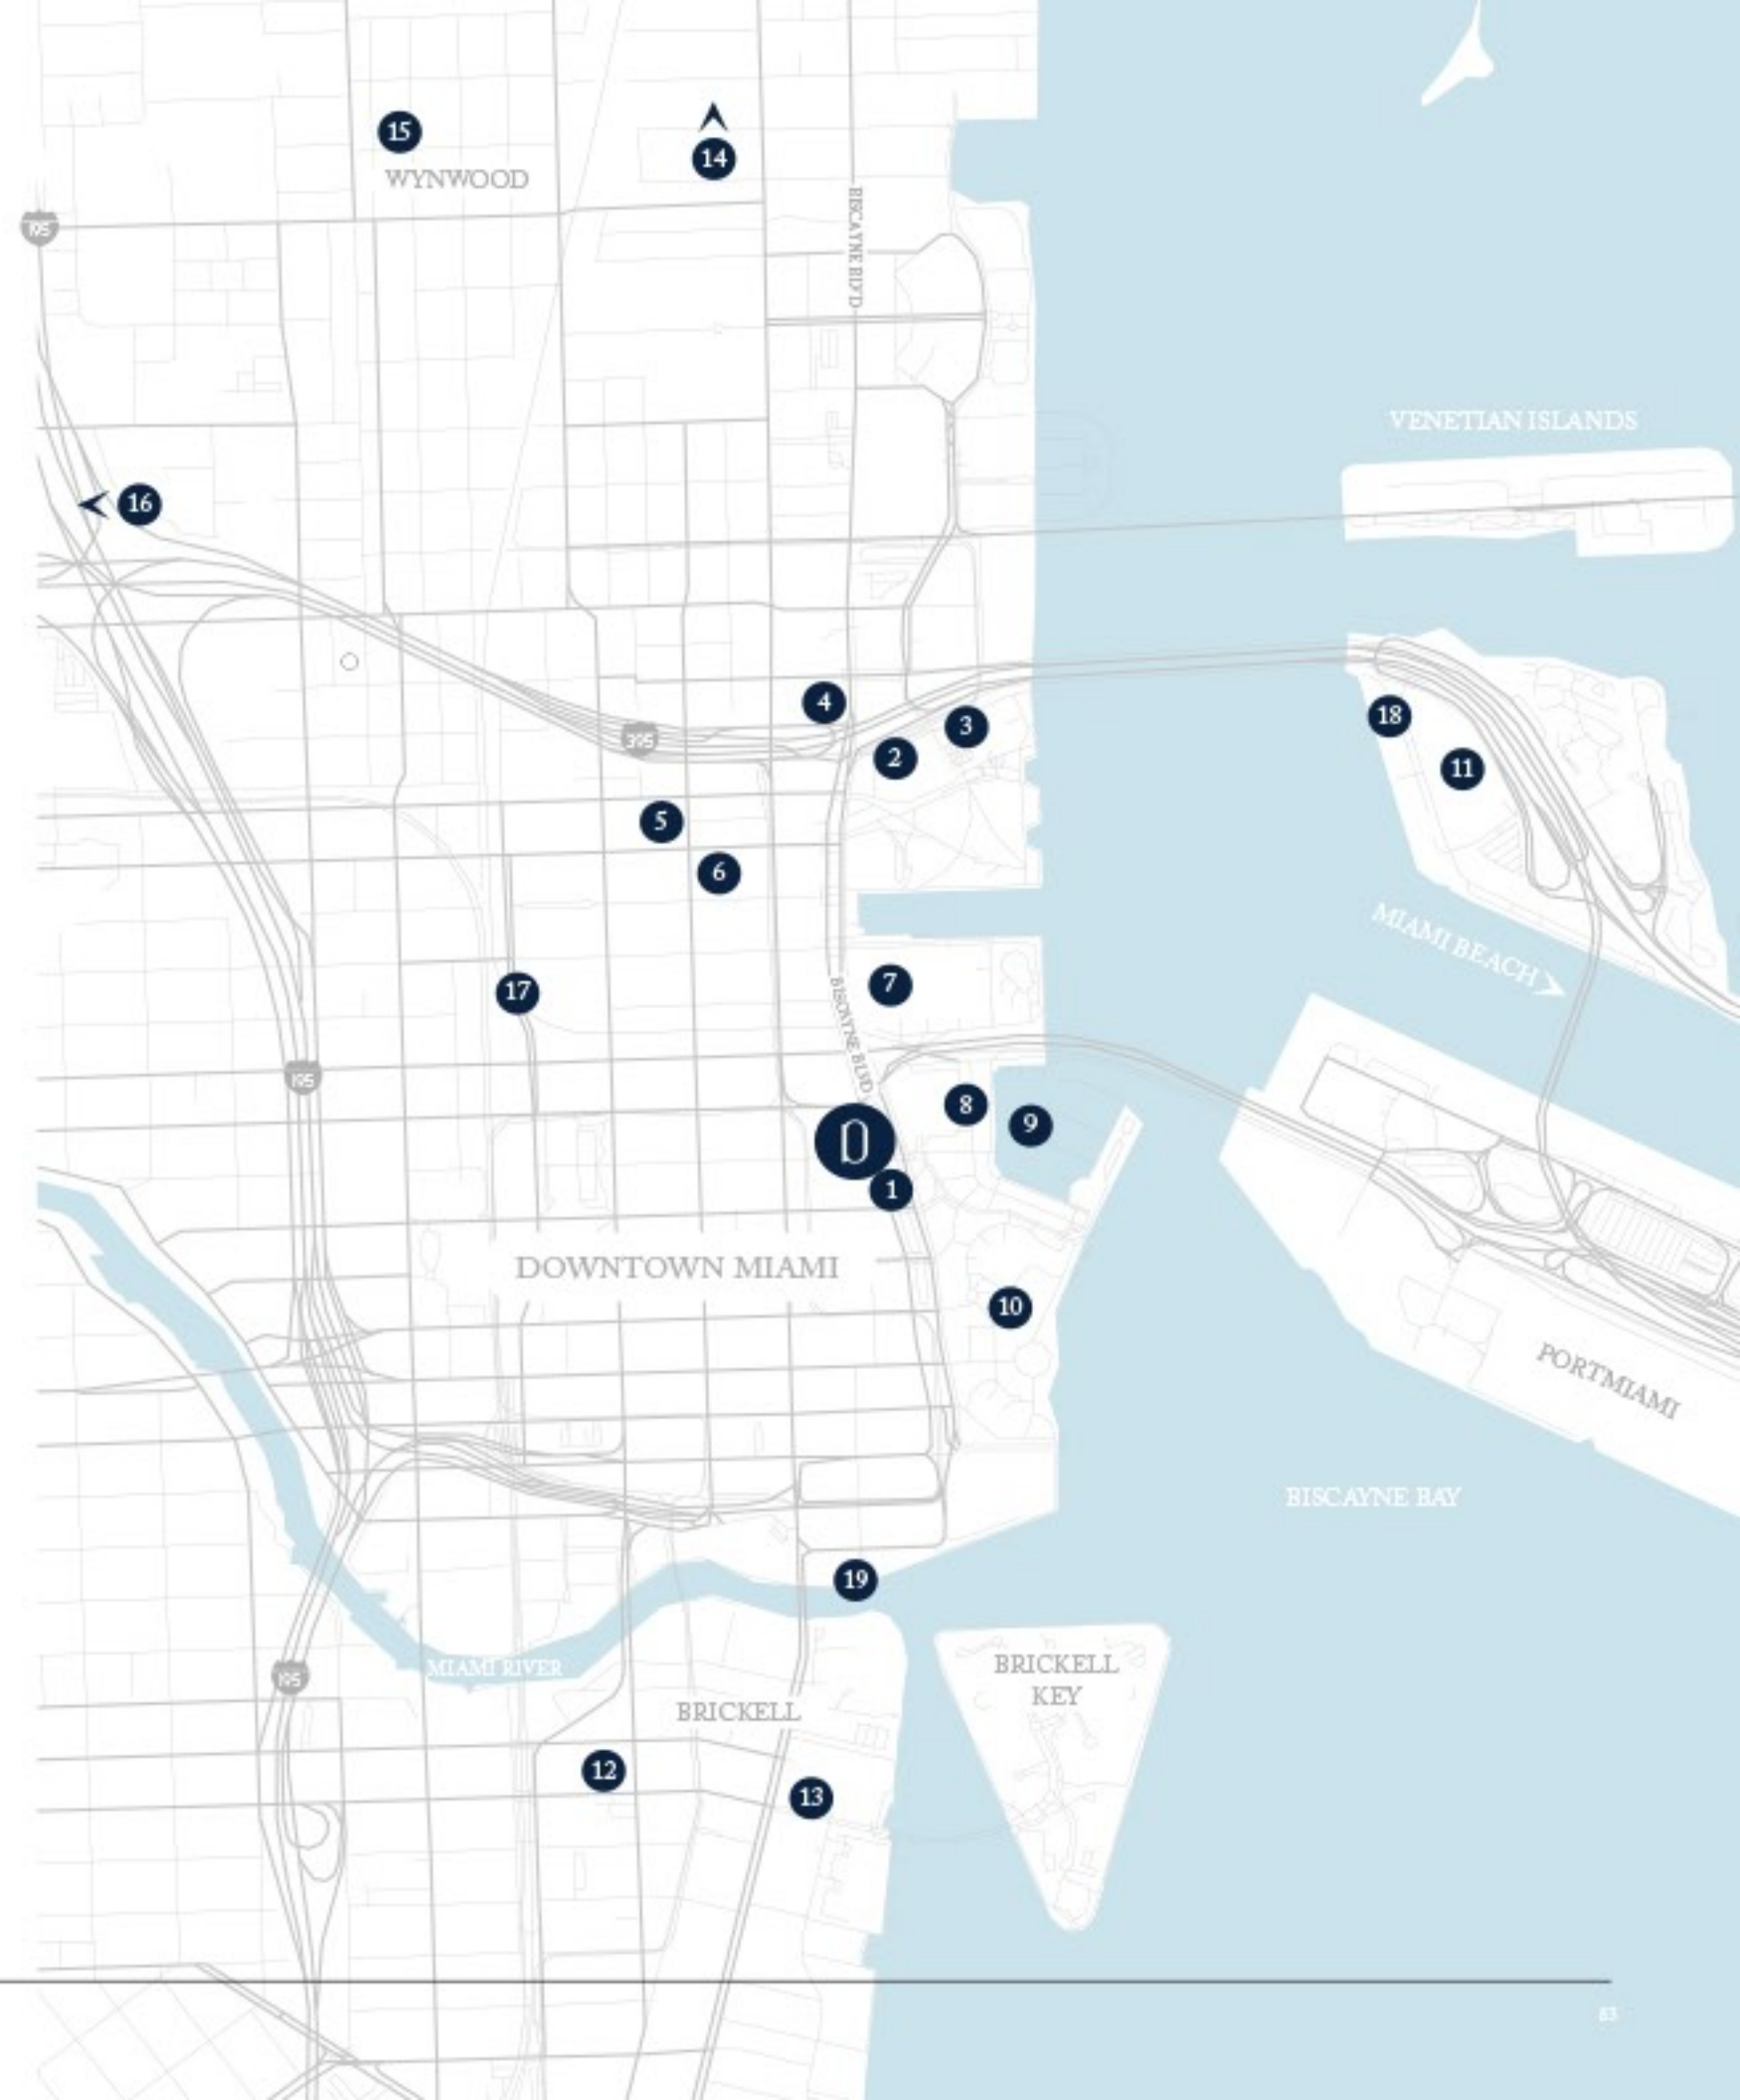 15
14
WYNWOOD
195
BISCAYNE BLVD
VENETIAN ISLANDS
16
4
3
18
395
2
11
5
6
MIAMI BEACH
7
17
BISCAYNE BLVD
195
8
9
1
DOWNTOWN MIAMI
10
PORTMIAMI
BISCAYNE BAY
19
MIAMI RIVER
195
BRICKELL
KEY
BRICKELL
12
13
83